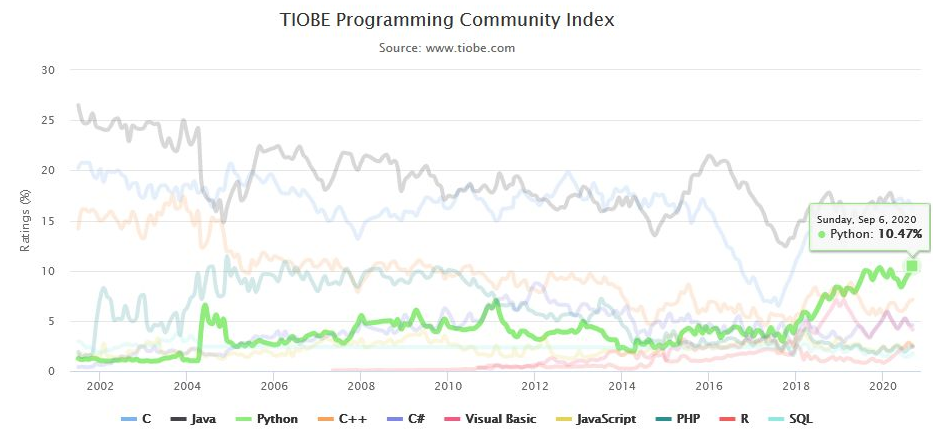 TIOBE Programming Community Index
Source: www.tiobe.com
Ratings (%)
30
25
20
15
10
5
0
Sunday, Sep 6, 2020
Python: 10.47%
2002 2004 2006 2008 2010 2012 2014 2016 2018 2020
C Java Python C++ C# Visual Basic JavaScript PHP R SQL